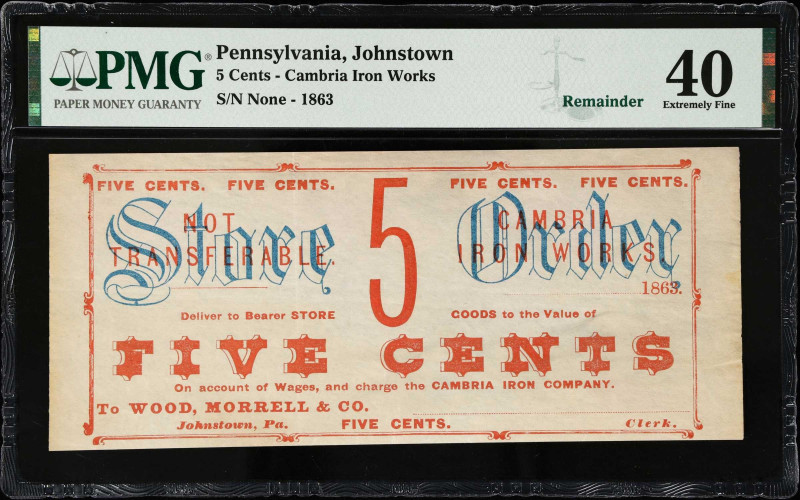 PMG®
PAPER MONEY GUARANTY
Pennsylvania, Johnstown
5 Cents - Cambria Iron Works
S/N None - 1863
Remainder
40
Extremely Fine
FIVE CENTS. FIVE CENTS. FIVE CENTS. FIVE CENTS.
Store 5 Order
NOT CAMBRIA
TRANSFERABLE. IRON WORKS,
1863.
Deliver to Bearer STORE GOODS to the Value of
FIVE CENTS
On account of Wages, and charge the CAMBRIA IRON COMPANY.
To WOOD, MORRELL & CO.
Johnstown, Pa. FIVE CENTS. Clerk.